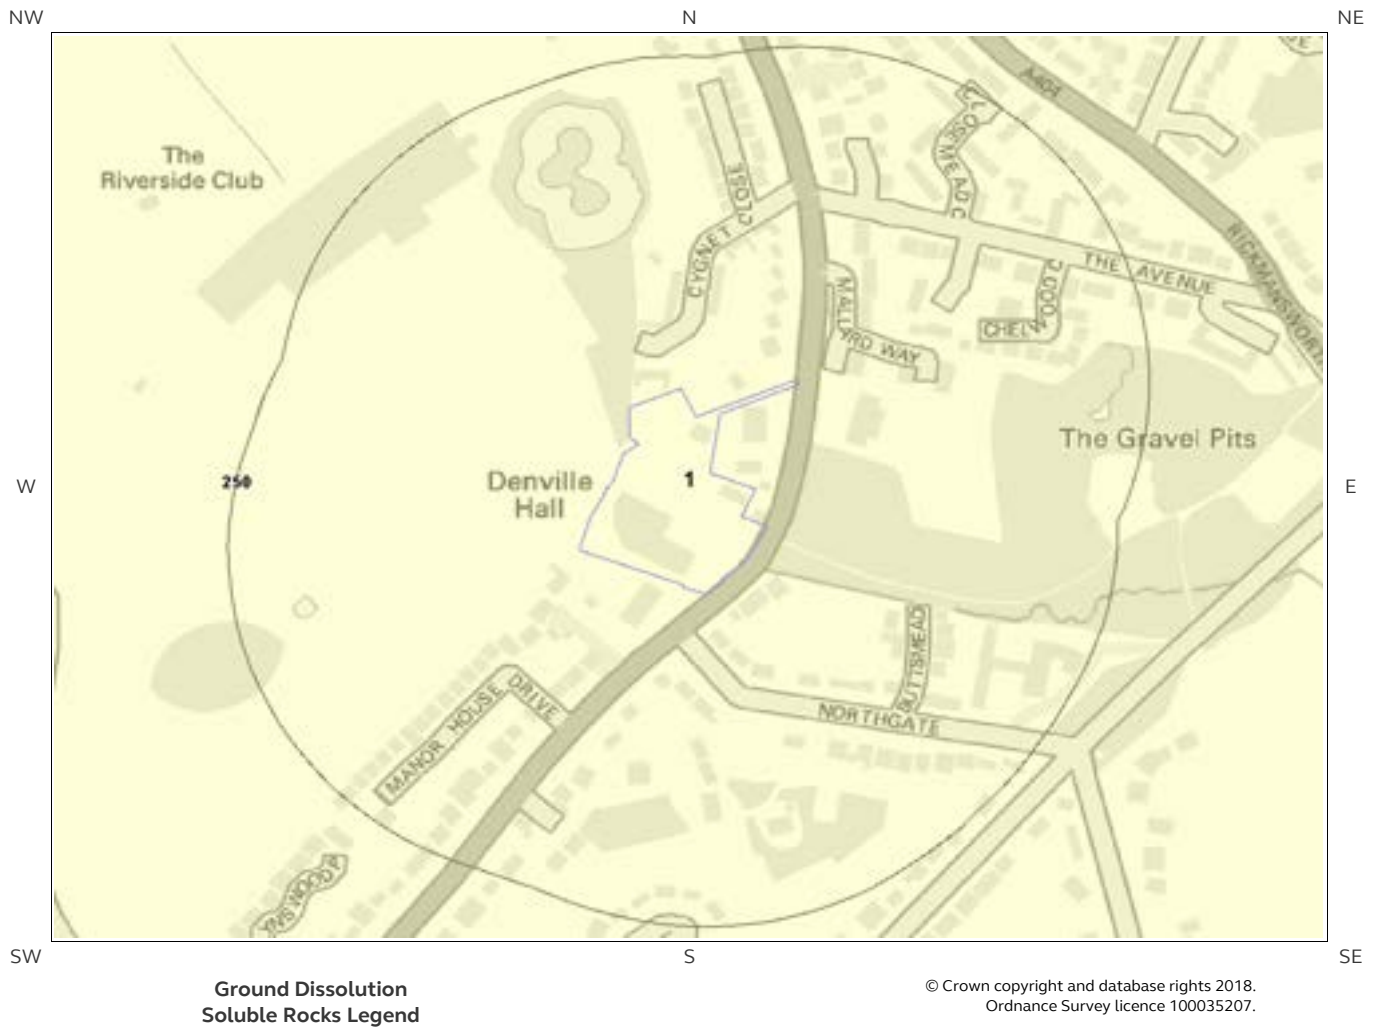 NW
N
NE
A404
The
Riverside Club
CLOSE
CYGNET
CLOSEMEAD C
RICKMANSWORTH
THE AVENUE
MALLARD WAY
CHELWOOD C
The Gravel Pits
W
250
Denville
Hall
1
E
BUTTSMEAD
NORTHGATE
MANOR HOUSE DRIVE
SW
S
SE
Ground Dissolution
Soluble Rocks Legend
© Crown copyright and database rights 2018.
Ordnance Survey licence 100035207.